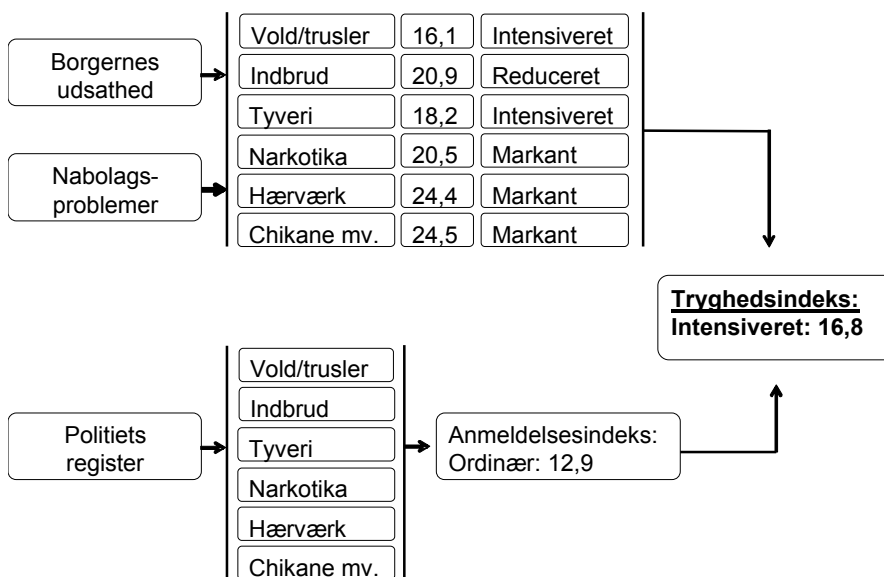 Borgernes
udsathed
Nabolags-
problemer
Vold/trusler 16,1 Intensiveret
Indbrud 20,9 Reduceret
Tyveri 18,2 Intensiveret
Narkotika 20,5 Markant
Hærværk 24,4 Markant
Chikane mv. 24,5 Markant
Tryghedsindeks:
Intensiveret: 16,8
Politiets
register
Vold/trusler
Indbrud
Tyveri
Narkotika
Hærværk
Chikane mv.
Anmeldelsesindeks:
Ordinær: 12,9